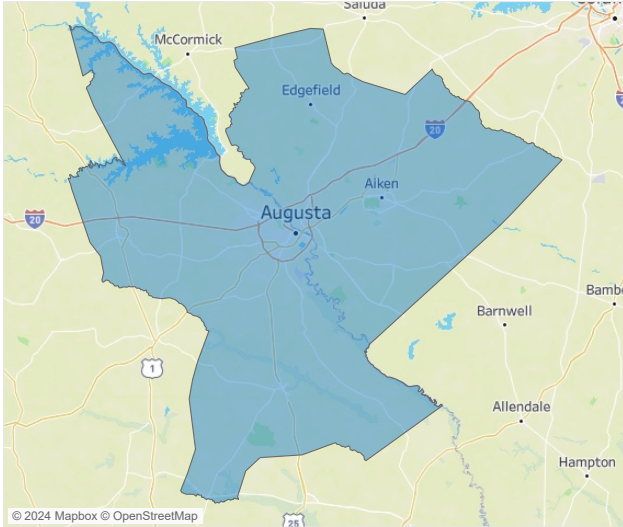 Saluda
McCormick
Edgefield
20
Aiken
20
Augusta
Bamb
Barnwell
1
Allendale
Hampton
25
© 2024 Mapbox © OpenStreetMap